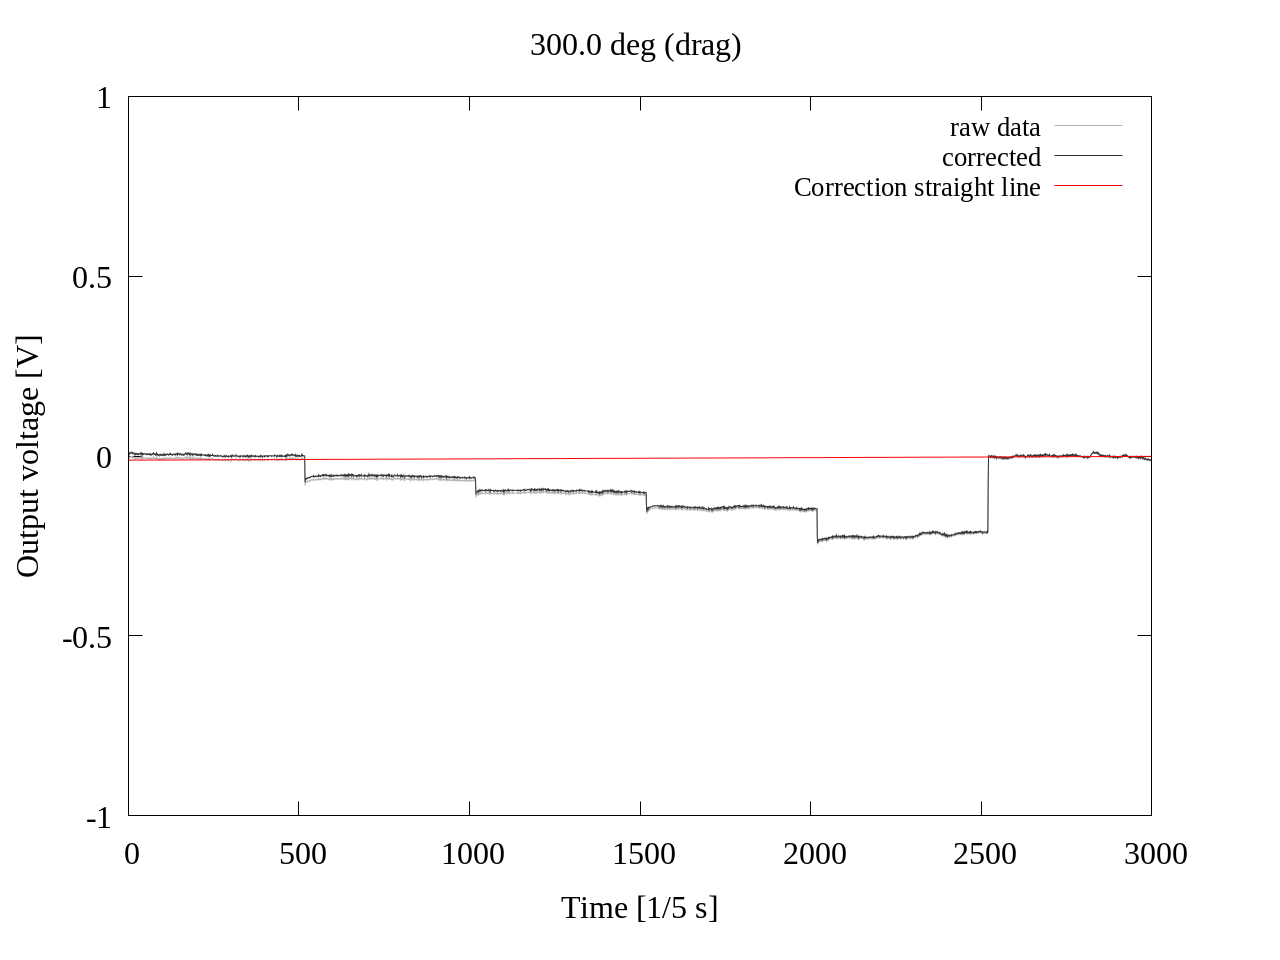 300.0 deg (drag)
raw data
corrected
Correction straight line
1
0.5
0
-0.5
-1
Output voltage [V]
0 500 1000 1500 2000 2500 3000
Time [1/5 s]